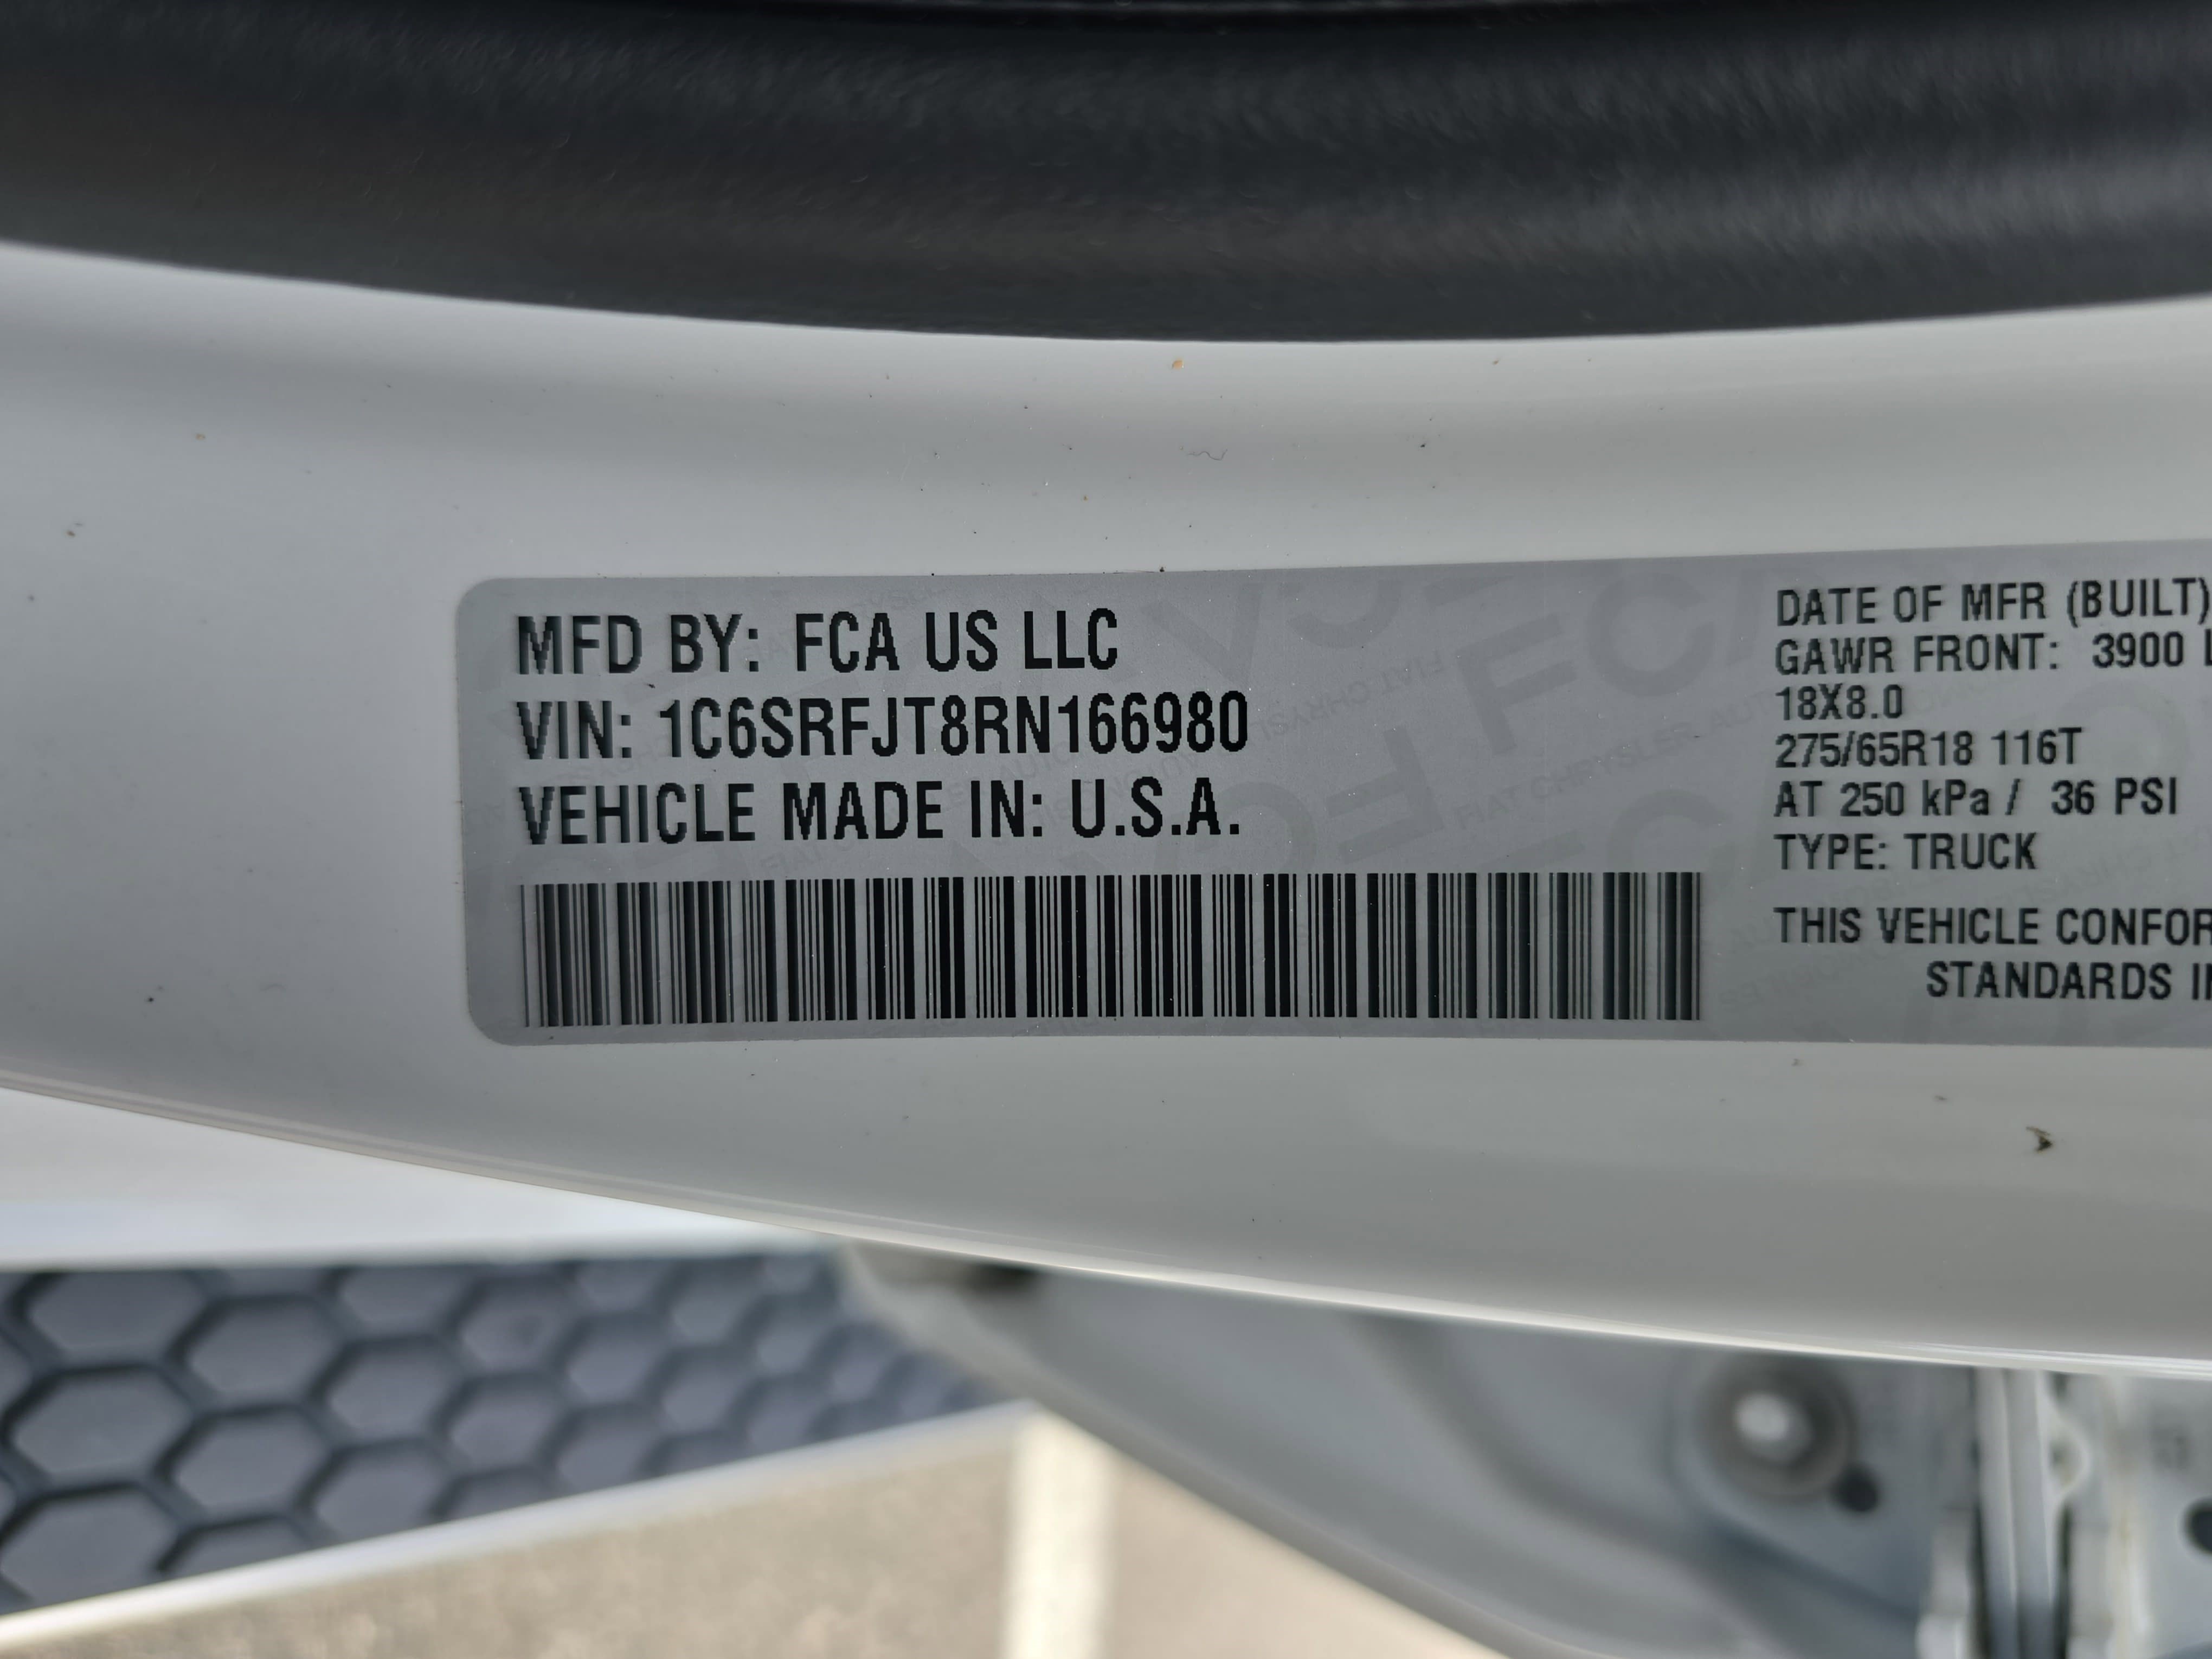 MFD BY: FCA US LLC
VIN: 1C6SRFJT8RN166980
VEHICLE MADE IN: U.S.A.
DATE OF MFR (BUILT)
GAWR FRONT: 3900 L
18X8.0
275/65R18 116T
AT 250 kPa / 36 PSI
TYPE: TRUCK
THIS VEHICLE CONFOR
STANDARDS IN